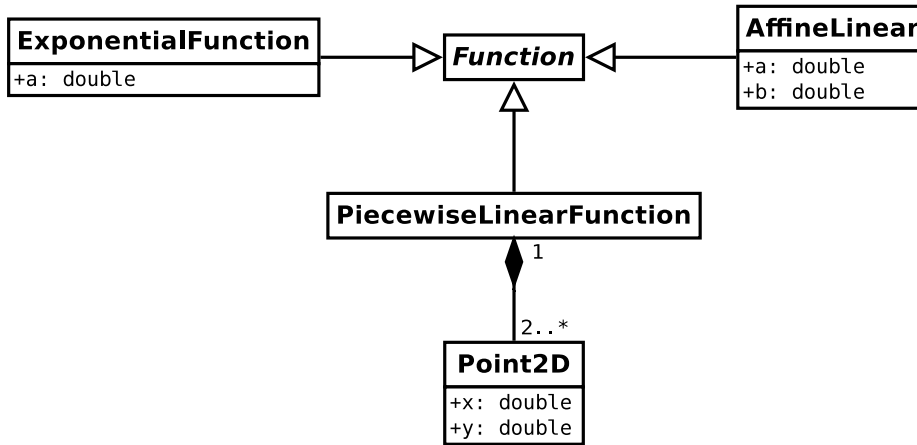 ExponentialFunction
+a: double
Function
AffineLinear
+a: double
+b: double
PiecewiseLinearFunction
1
2..*
Point2D
+x: double
+y: double